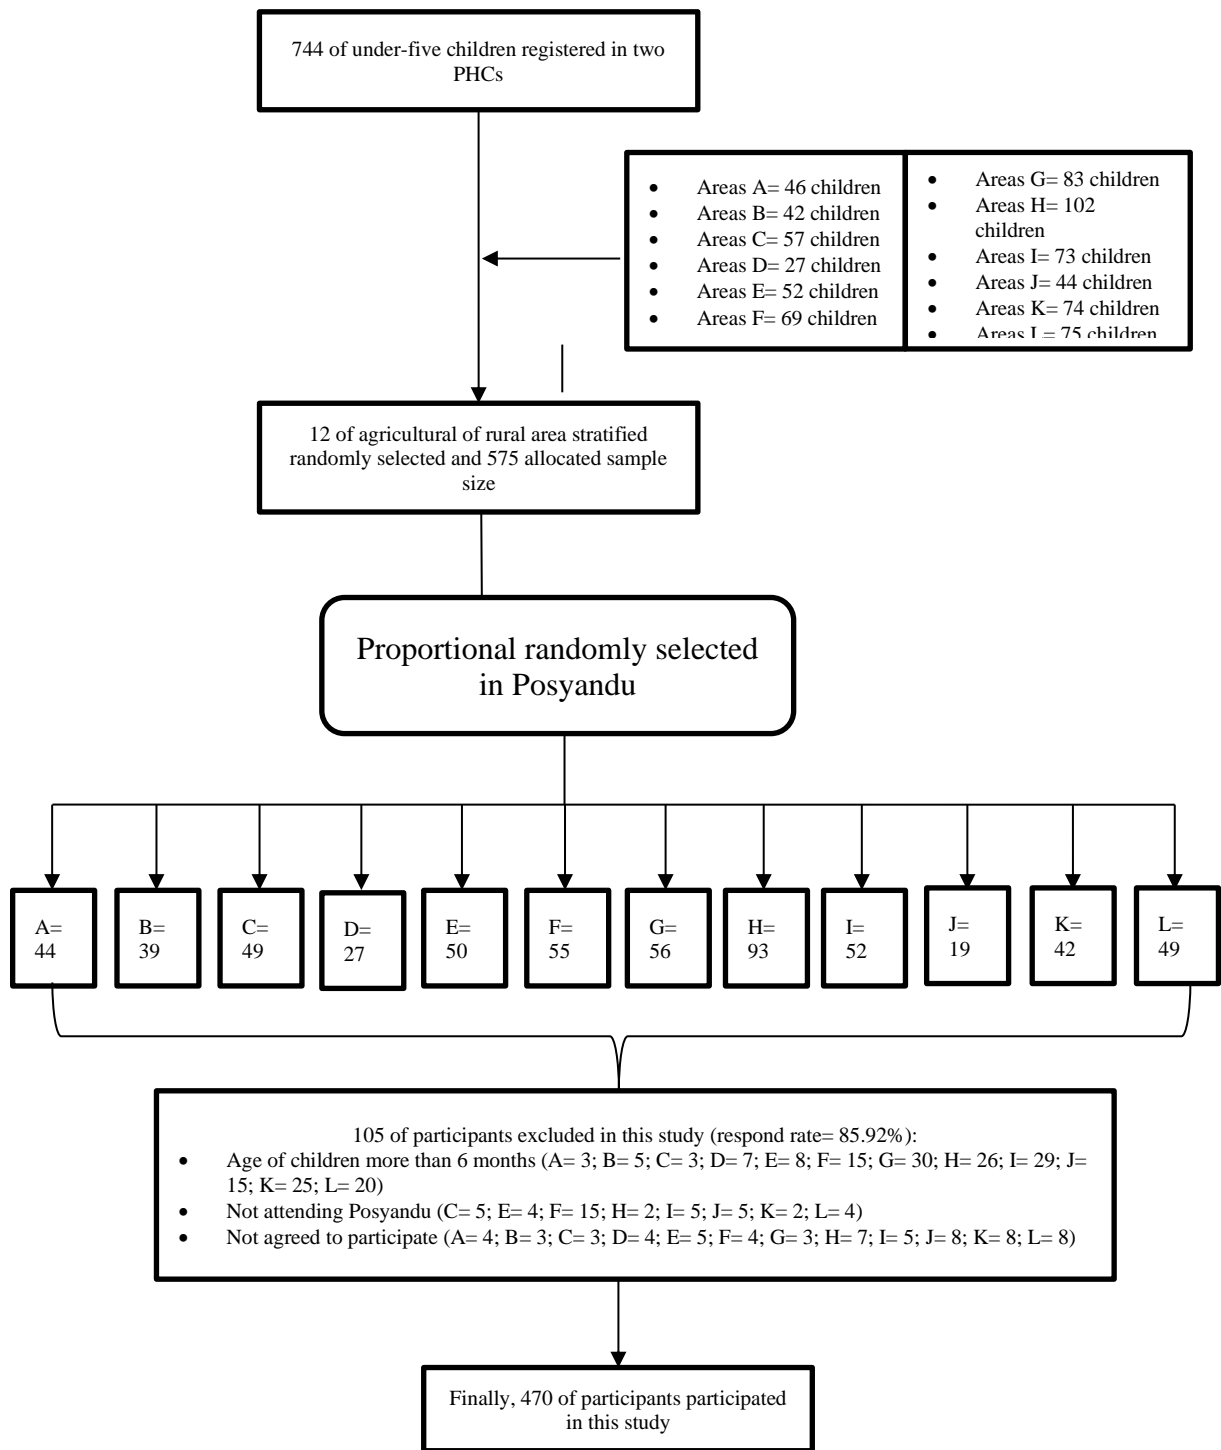 744 of under-five children registered in two
PHCs
• Areas A= 46 children
• Areas B= 42 children
• Areas C= 57 children
• Areas D= 27 children
• Areas E= 52 children
• Areas F= 69 children
• Areas G= 83 children
• Areas H= 102
children
• Areas I= 73 children
• Areas J= 44 children
• Areas K= 74 children
• Areas L= 75 children
12 of agricultural of rural area stratified
randomly selected and 575 allocated sample
size
Proportional randomly selected
in Posyandu
A=
44
B=
39
C=
49
D=
27
E=
50
F=
55
G=
56
H=
93
I=
52
J=
19
K=
42
L=
49
105 of participants excluded in this study (respond rate= 85.92%):
• Age of children more than 6 months (A= 3; B= 5; C= 3; D= 7; E= 8; F= 15; G= 30; H= 26; I= 29; J=
15; K= 25; L= 20)
• Not attending Posyandu (C= 5; E= 4; F= 15; H= 2; I= 5; J= 5; K= 2; L= 4)
• Not agreed to participate (A= 4; B= 3; C= 3; D= 4; E= 5; F= 4; G= 3; H= 7; I= 5; J= 8; K= 8; L= 8)
Finally, 470 of participants participated
in this study